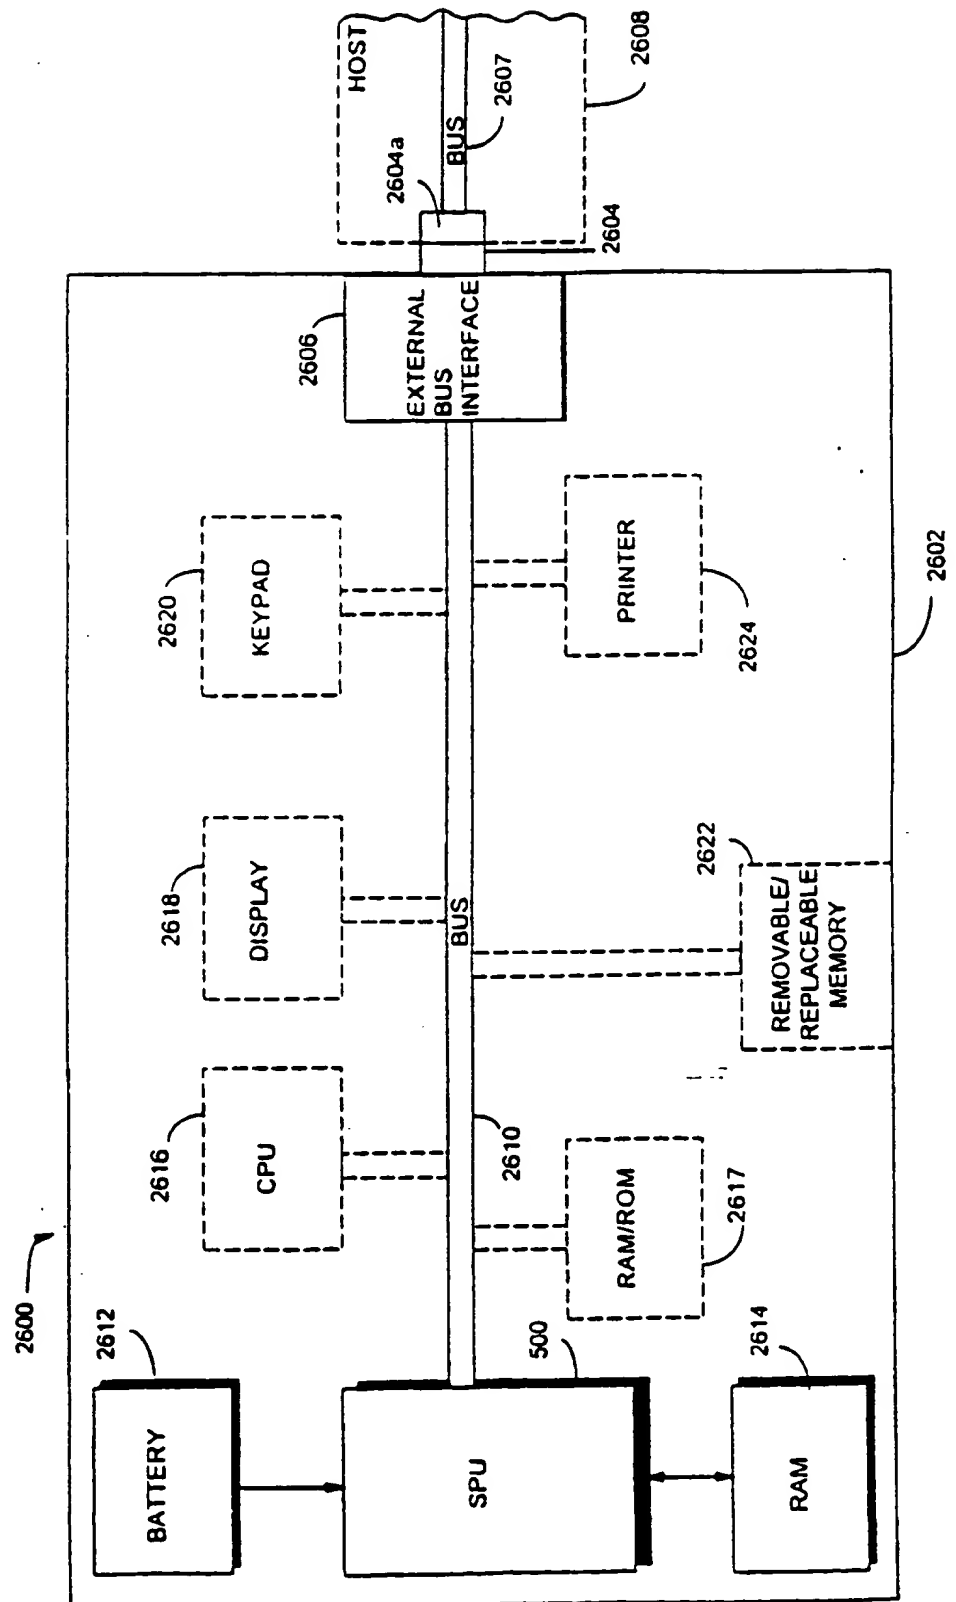 2600
BATTERY
2612
SPU
500
RAM
2614
CPU
2616
RAM/ROM
2617
2610
BUS
DISPLAY
2618
REMOVABLE/
REPLACEABLE
MEMORY
2622
KEYPAD
2620
PRINTER
2624
2602
EXTERNAL
BUS
INTERFACE
2606
2604
2604a
BUS
2607
HOST
2608